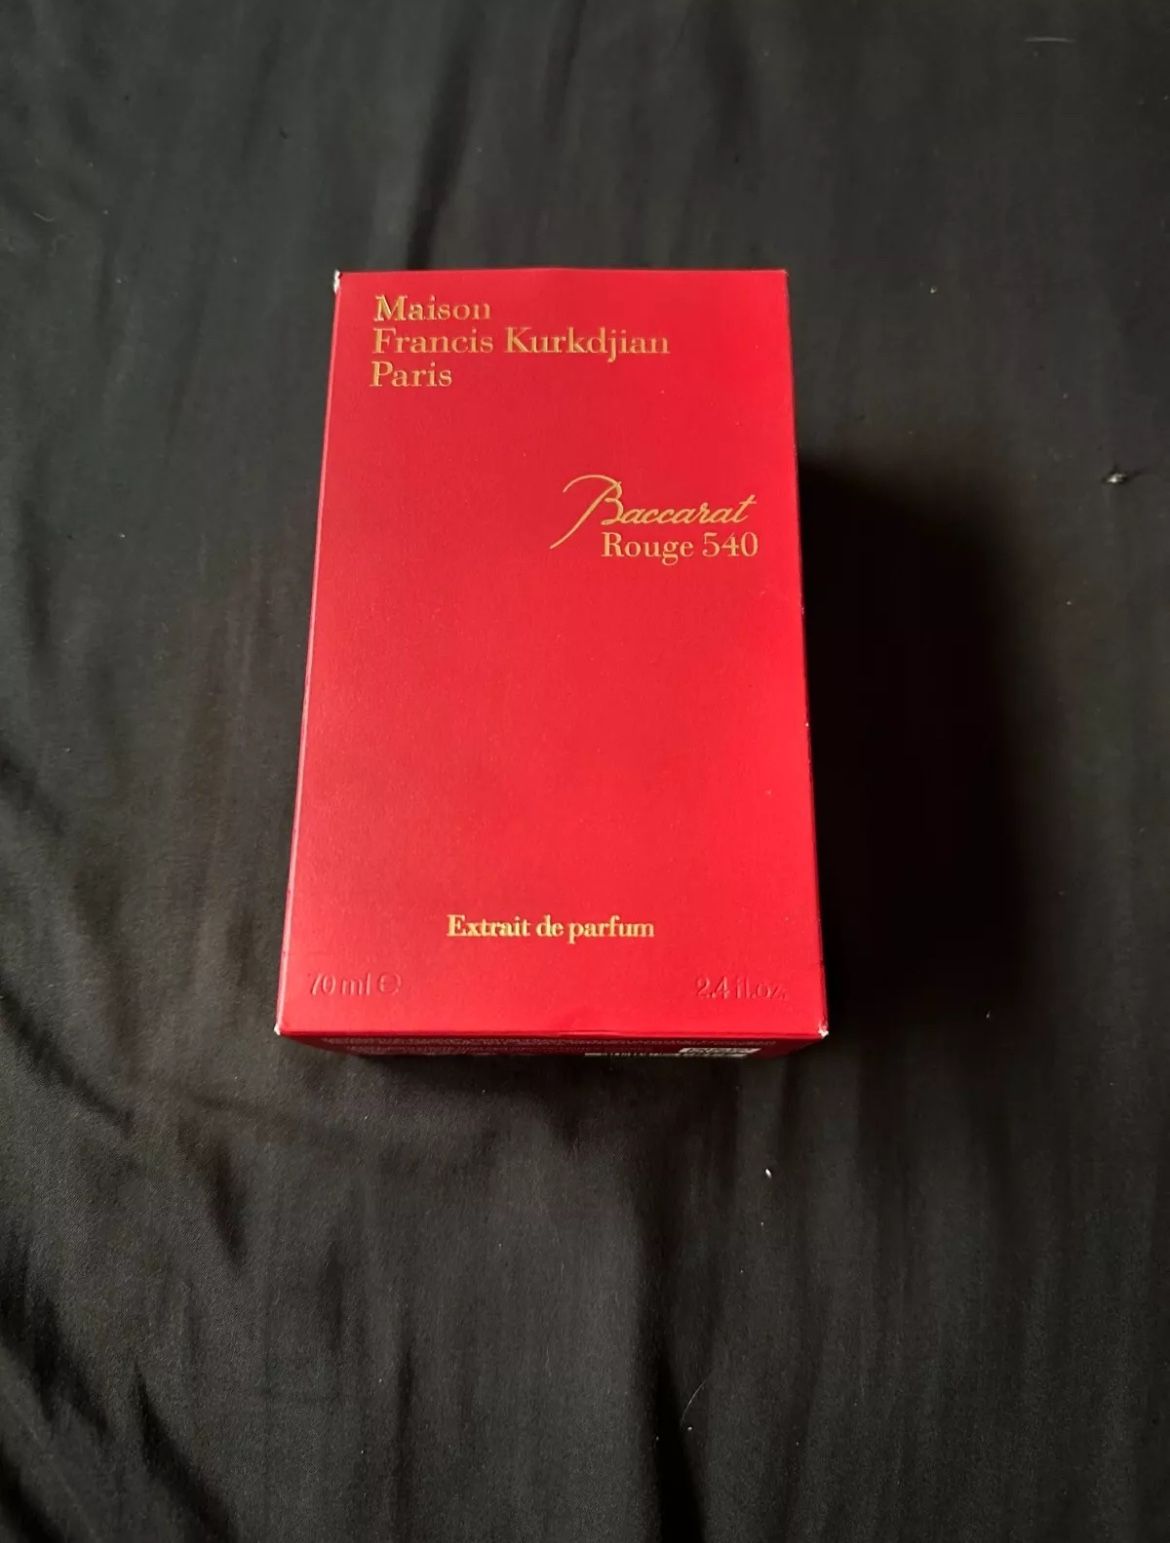 Maison
Francis Kurkdjian
Paris
Baccarat
Rouge 540
Extrait de parfum
70 ml ℮
2.4 fl.oz.